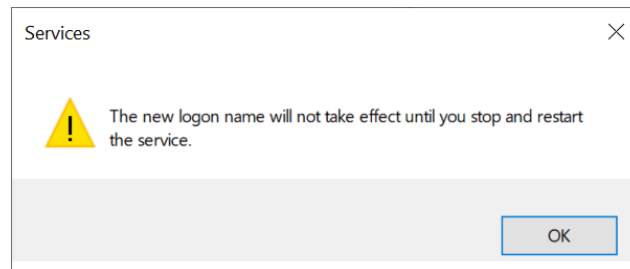 Services
The new logon name will not take effect until you stop and restart
the service.
OK